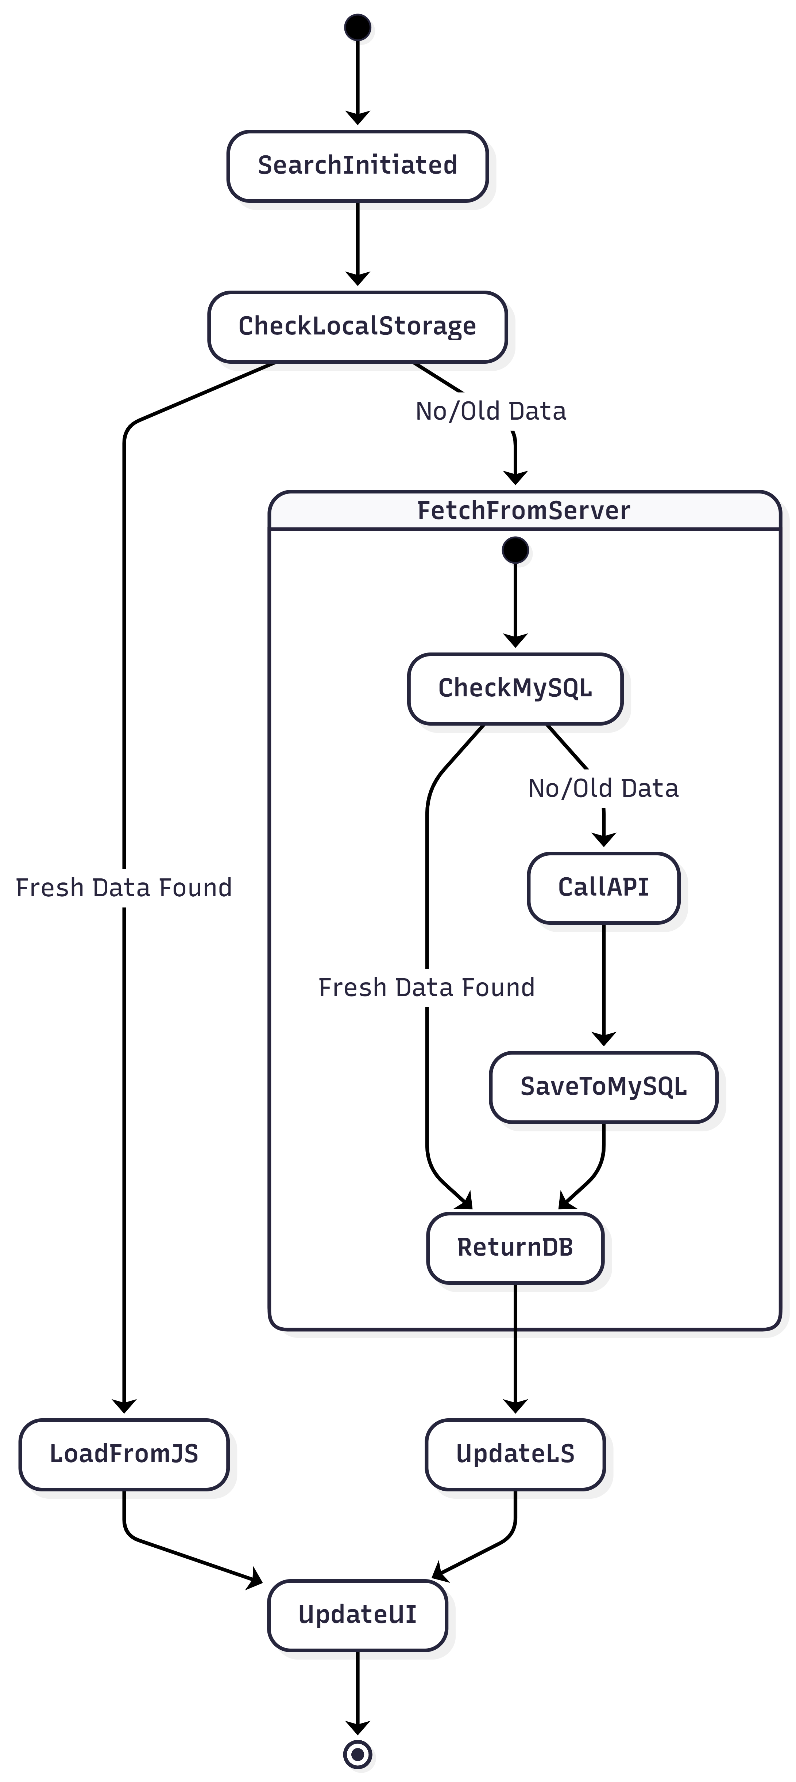 SearchInitiated
CheckLocalStorage
No/Old Data
FetchFromServer
CheckMySQL
No/Old Data
Fresh Data Found
CallAPI
Fresh Data Found
SaveToMySQL
ReturnDB
LoadFromJS
UpdateLS
UpdateUI